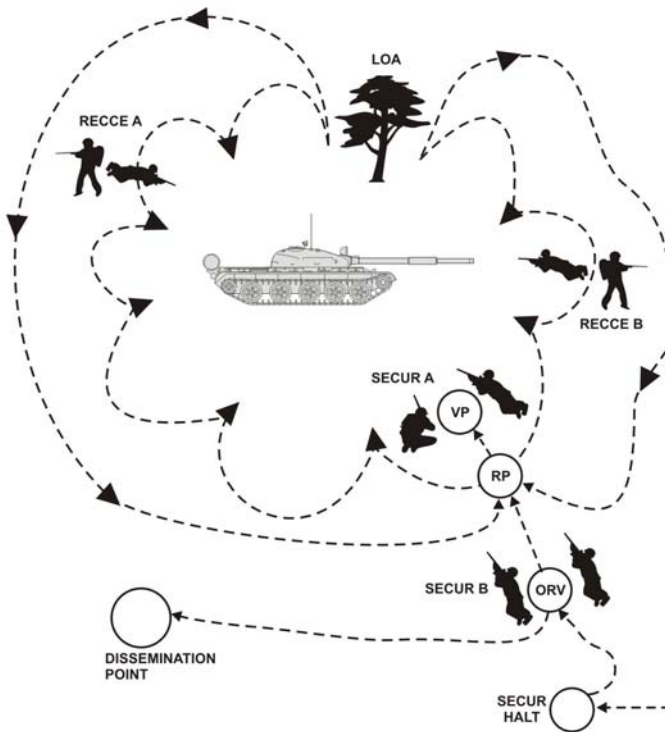 LOA
RECCE A
RECCE B
SECUR A
VP
RP
SECUR B
ORV
DISSEMINATION
POINT
SECUR
HALT